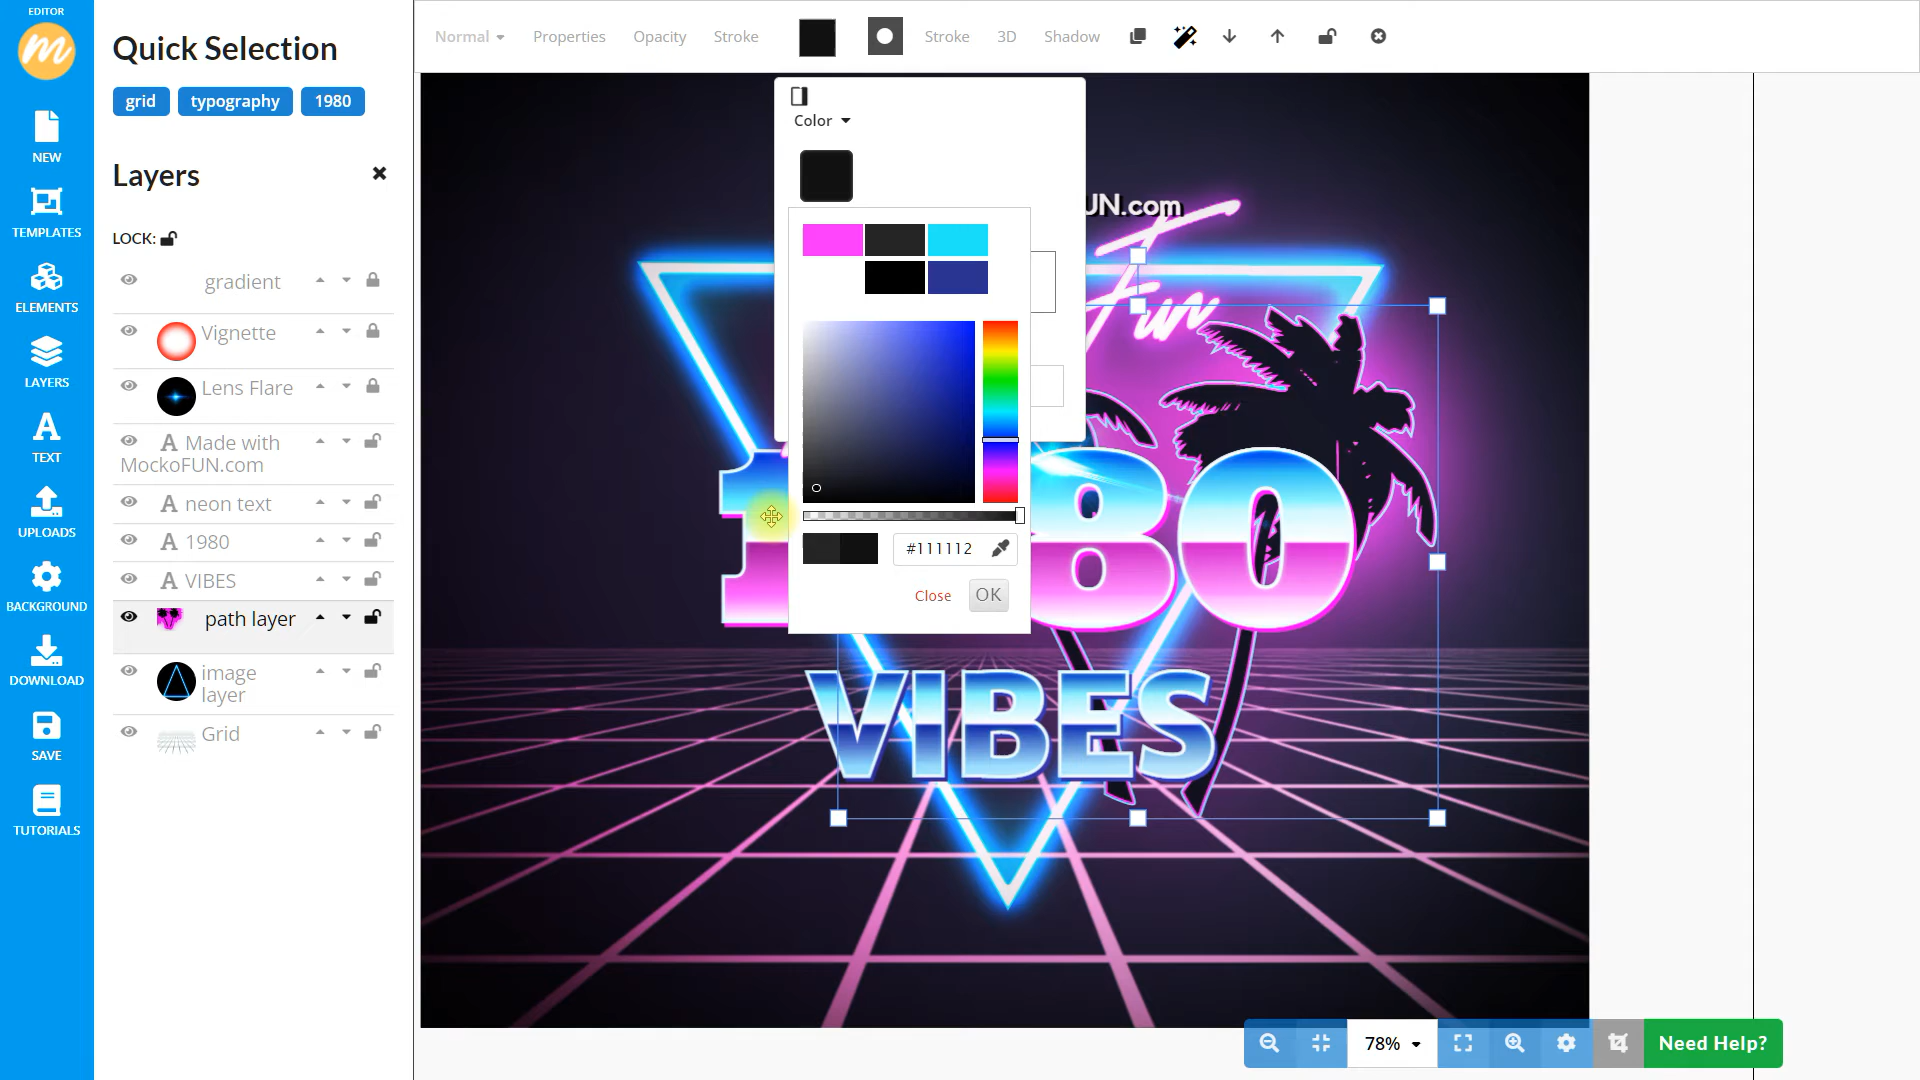 EDITOR
m
NEW
TEMPLATES
ELEMENTS
LAYERS
TEXT
UPLOADS
BACKGROUND
DOWNLOAD
SAVE
TUTORIALS
Quick Selection
grid typography 1980
Layers
LOCK:
gradient
Vignette
Lens Flare
A Made with
MockoFUN.com
A neon text
A 1980
A VIBES
path layer
image
layer
Grid
Normal Properties Opacity Stroke Stroke 3D Shadow
Color
#111112
Close OK
UN.com
Fun
1 80
VIBES
78%
Need Help?